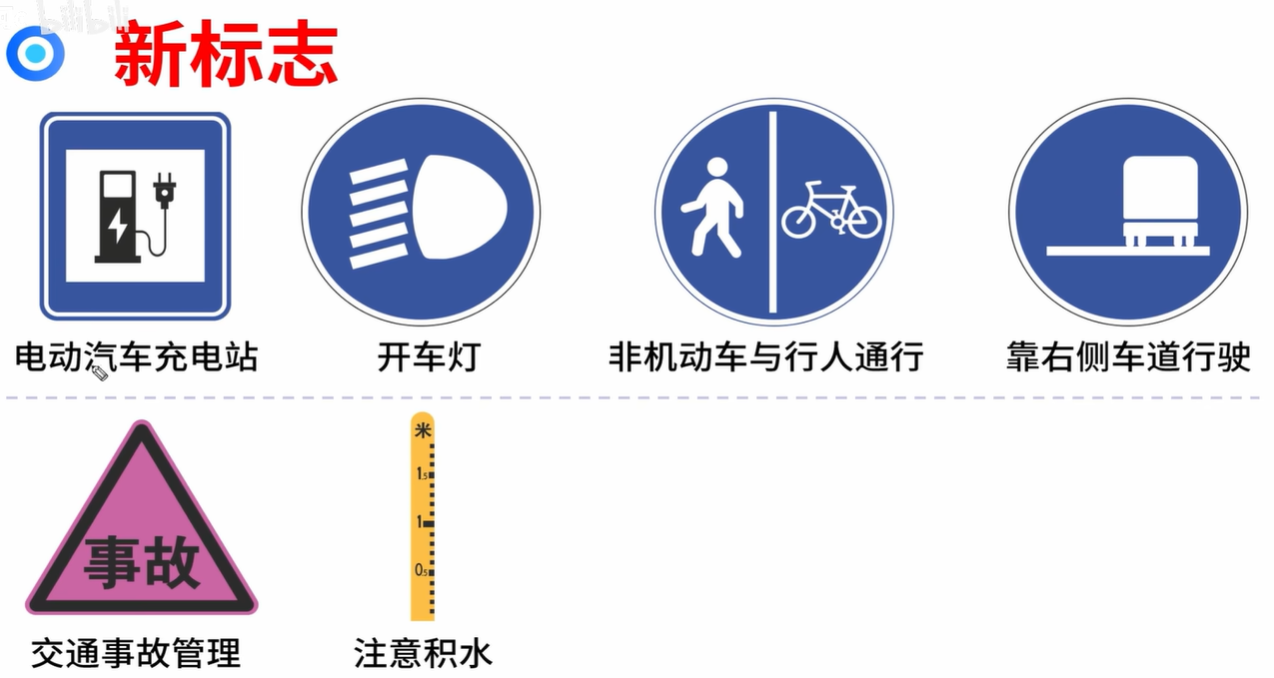 bilibili
新标志
电动汽车充电站
开车灯
非机动车与行人通行
靠右侧车道行驶
事故
米
1.5
1
0.5
交通事故管理
注意积水